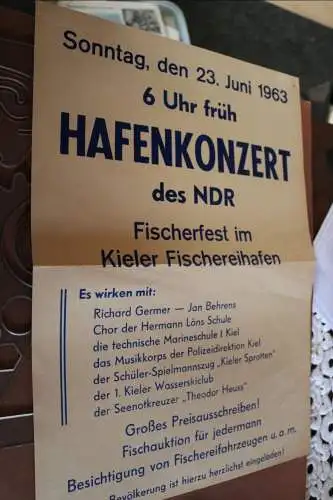 Sonntag, den 23. Juni 1963
6 Uhr früh
HAFENKONZERT
des NDR
Fischerfest im
Kieler Fischereihafen
Es wirken mit:
Richard Germer — Jan Behrens
Chor der Hermann Löns Schule
die technische Marineschule I Kiel
das Musikkorps der Polizeidirektion Kiel
der Schüler-Spielmannszug „Kieler Sprotten"
der 1. Kieler Wasserskiclub
der Seenotkreuzer „Theodor Heuss"
Großes Preisausschreiben!
Fischauktion für jedermann
Besichtigung von Fischereifahrzeugen u. a. m.
Bevölkerung ist hierzu herzlichst eingeladen!